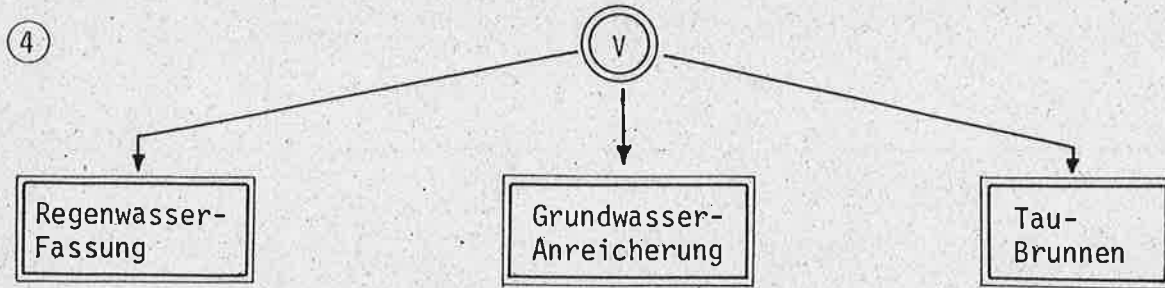 4
V
Regenwasser-
Fassung
Grundwasser-
Anreicherung
Tau-
Brunnen